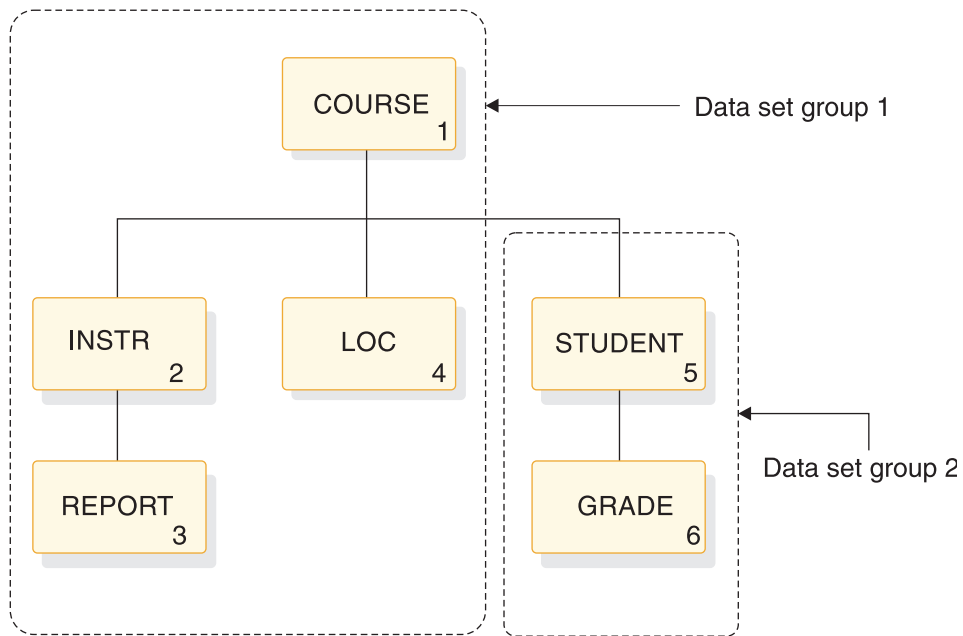 COURSE
1
Data set group 1
INSTR
2
LOC
4
STUDENT
5
Data set group 2
REPORT
3
GRADE
6